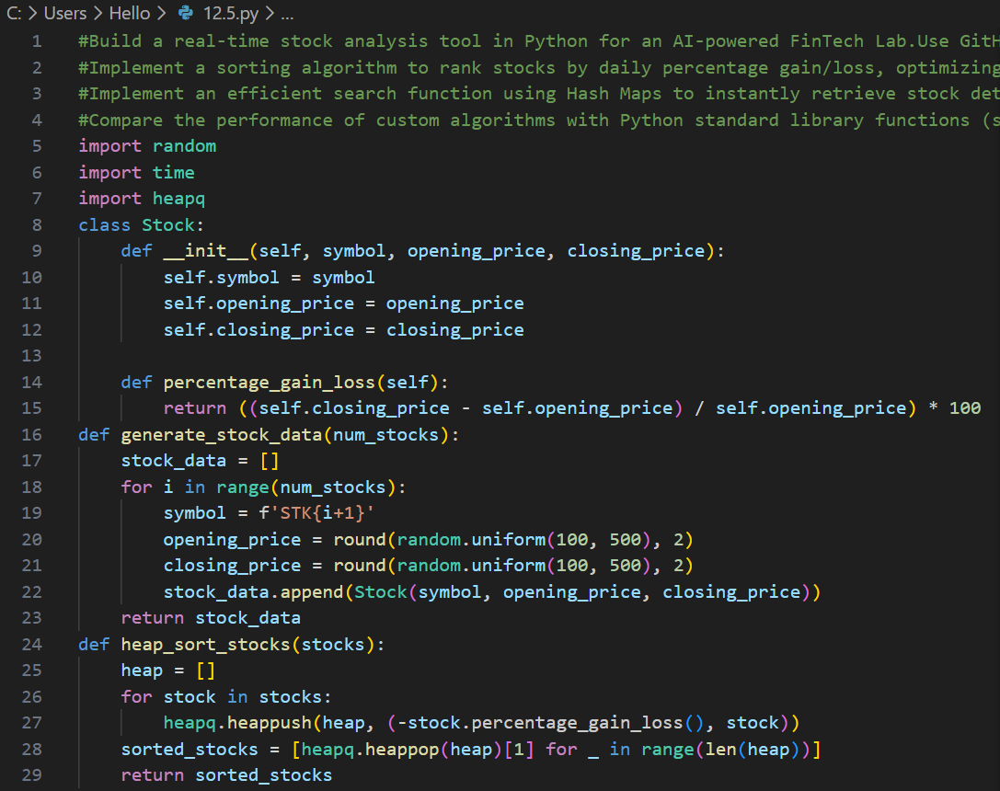 C: > Users > Hello > 12.5.py > ...
1 #Build a real-time stock analysis tool in Python for an AI-powered FinTech Lab.Use
2 #Implement a sorting algorithm to rank stocks by daily percentage gain/loss, optimizing
3 #Implement an efficient search function using Hash Maps to instantly retrieve stock
4 #Compare the performance of custom algorithms with Python standard library functions
5 import random
6 import time
7 import heapq
8 class Stock:
9     def __init__(self, symbol, opening_price, closing_price):
10         self.symbol = symbol
11         self.opening_price = opening_price
12         self.closing_price = closing_price
13
14     def percentage_gain_loss(self):
15         return ((self.closing_price - self.opening_price) / self.opening_price) * 100
16 def generate_stock_data(num_stocks):
17     stock_data = []
18     for i in range(num_stocks):
19         symbol = f'STK{i+1}'
20         opening_price = round(random.uniform(100, 500), 2)
21         closing_price = round(random.uniform(100, 500), 2)
22         stock_data.append(Stock(symbol, opening_price, closing_price))
23     return stock_data
24 def heap_sort_stocks(stocks):
25     heap = []
26     for stock in stocks:
27         heapq.heappush(heap, (-stock.percentage_gain_loss(), stock))
28     sorted_stocks = [heapq.heappop(heap)[1] for _ in range(len(heap))]
29     return sorted_stocks